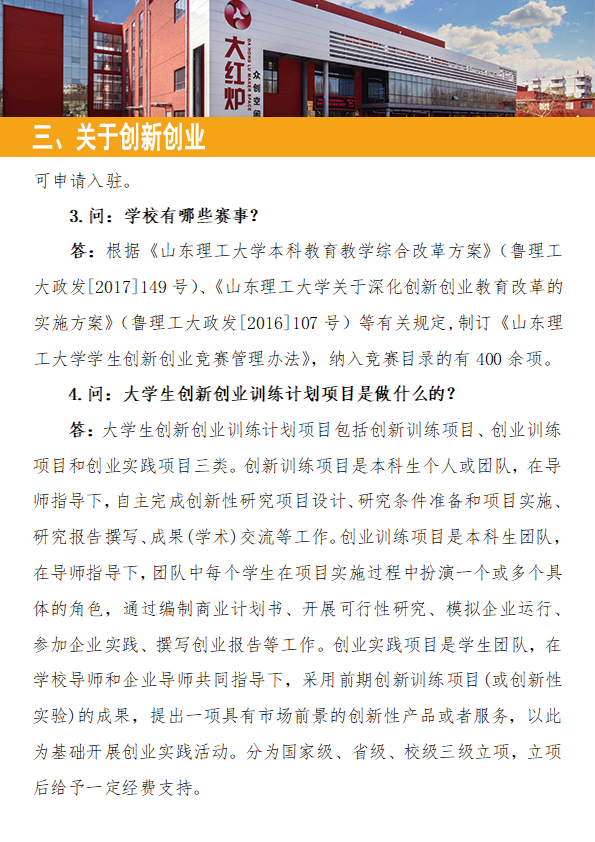 大红炉
DA HONG LU MAKER SPACE
众创空间
三、关于创新创业
可申请入驻。
3.问：学校有哪些赛事？
答：根据《山东理工大学本科教育教学综合改革方案》（鲁理工
大政发[2017]149 号）、《山东理工大学关于深化创新创业教育改革的
实施方案》（鲁理工大政发[2016]107 号）等有关规定,制订《山东理
工大学学生创新创业竞赛管理办法》，纳入竞赛目录的有 400 余项。
4.问：大学生创新创业训练计划项目是做什么的？
答：大学生创新创业训练计划项目包括创新训练项目、创业训练
项目和创业实践项目三类。创新训练项目是本科生个人或团队，在导
师指导下，自主完成创新性研究项目设计、研究条件准备和项目实施、
研究报告撰写、成果(学术)交流等工作。创业训练项目是本科生团队，
在导师指导下，团队中每个学生在项目实施过程中扮演一个或多个具
体的角色，通过编制商业计划书、开展可行性研究、模拟企业运行、
参加企业实践、撰写创业报告等工作。创业实践项目是学生团队，在
学校导师和企业导师共同指导下，采用前期创新训练项目(或创新性
实验)的成果，提出一项具有市场前景的创新性产品或者服务，以此
为基础开展创业实践活动。分为国家级、省级、校级三级立项，立项
后给予一定经费支持。